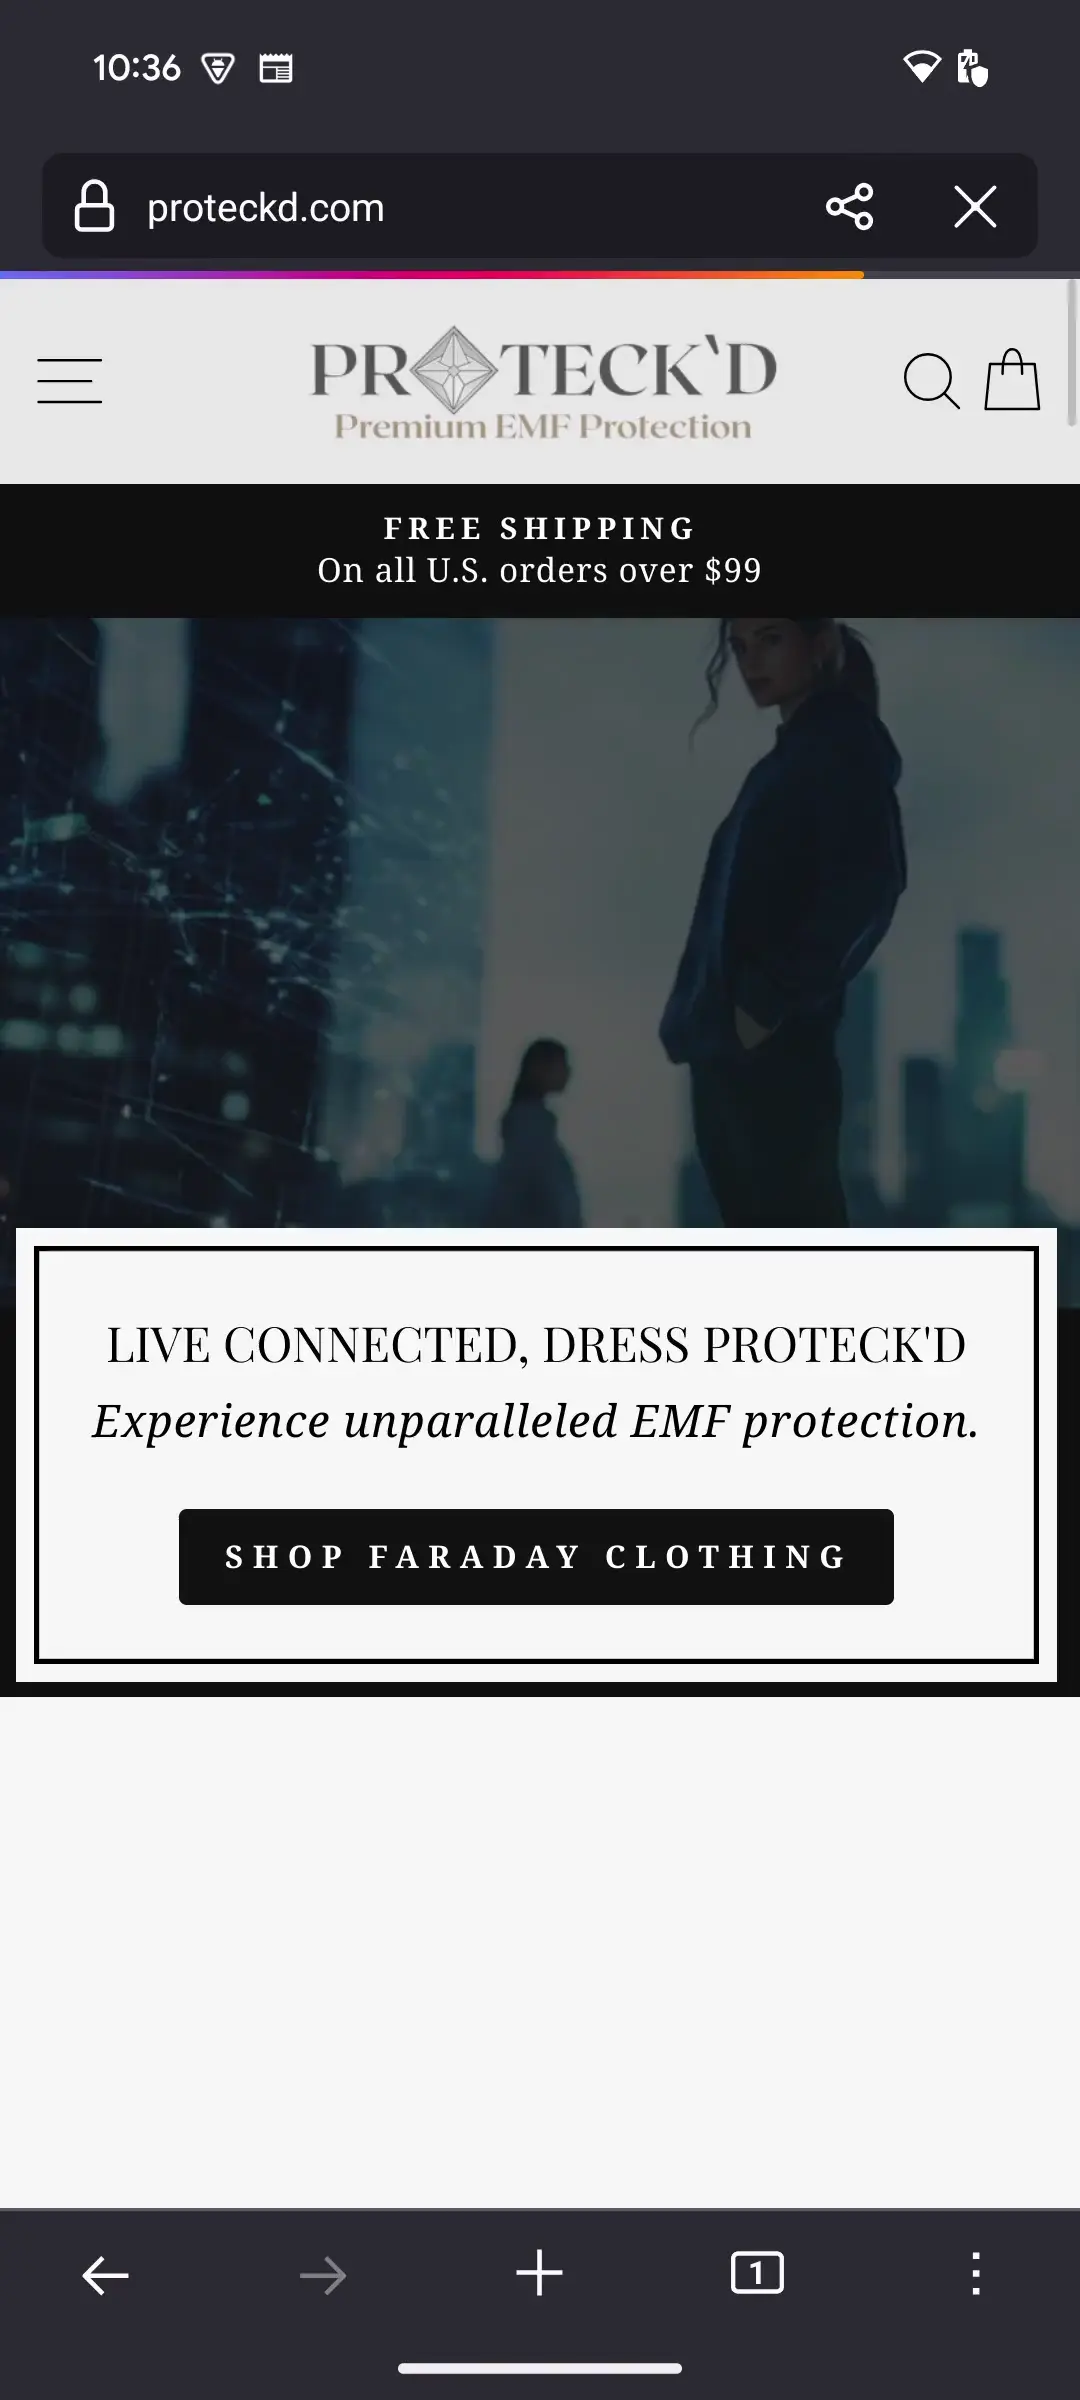 10:36
proteckd.com
PROTECK`D
Premium EMF Protection
FREE SHIPPING
On all U.S. orders over $99
LIVE CONNECTED, DRESS PROTECK'D
Experience unparalleled EMF protection.
SHOP FARADAY CLOTHING
1